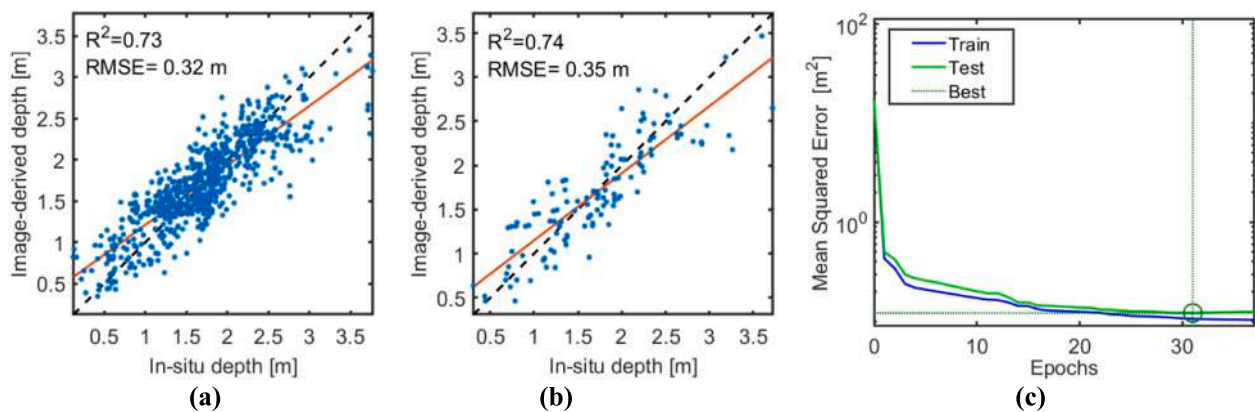 R²=0.73
RMSE= 0.32 m
Image-derived depth [m]
3.5
3
2.5
2
1.5
1
0.5
0.5 1 1.5 2 2.5 3 3.5
In-situ depth [m]
(a)
R²=0.74
RMSE= 0.35 m
Image-derived depth [m]
3.5
3
2.5
2
1.5
1
0.5
0.5 1 1.5 2 2.5 3 3.5
In-situ depth [m]
(b)
Train
Test
Best
Mean Squared Error [m²]
10²
10⁰
0 10 20 30
Epochs
(c)